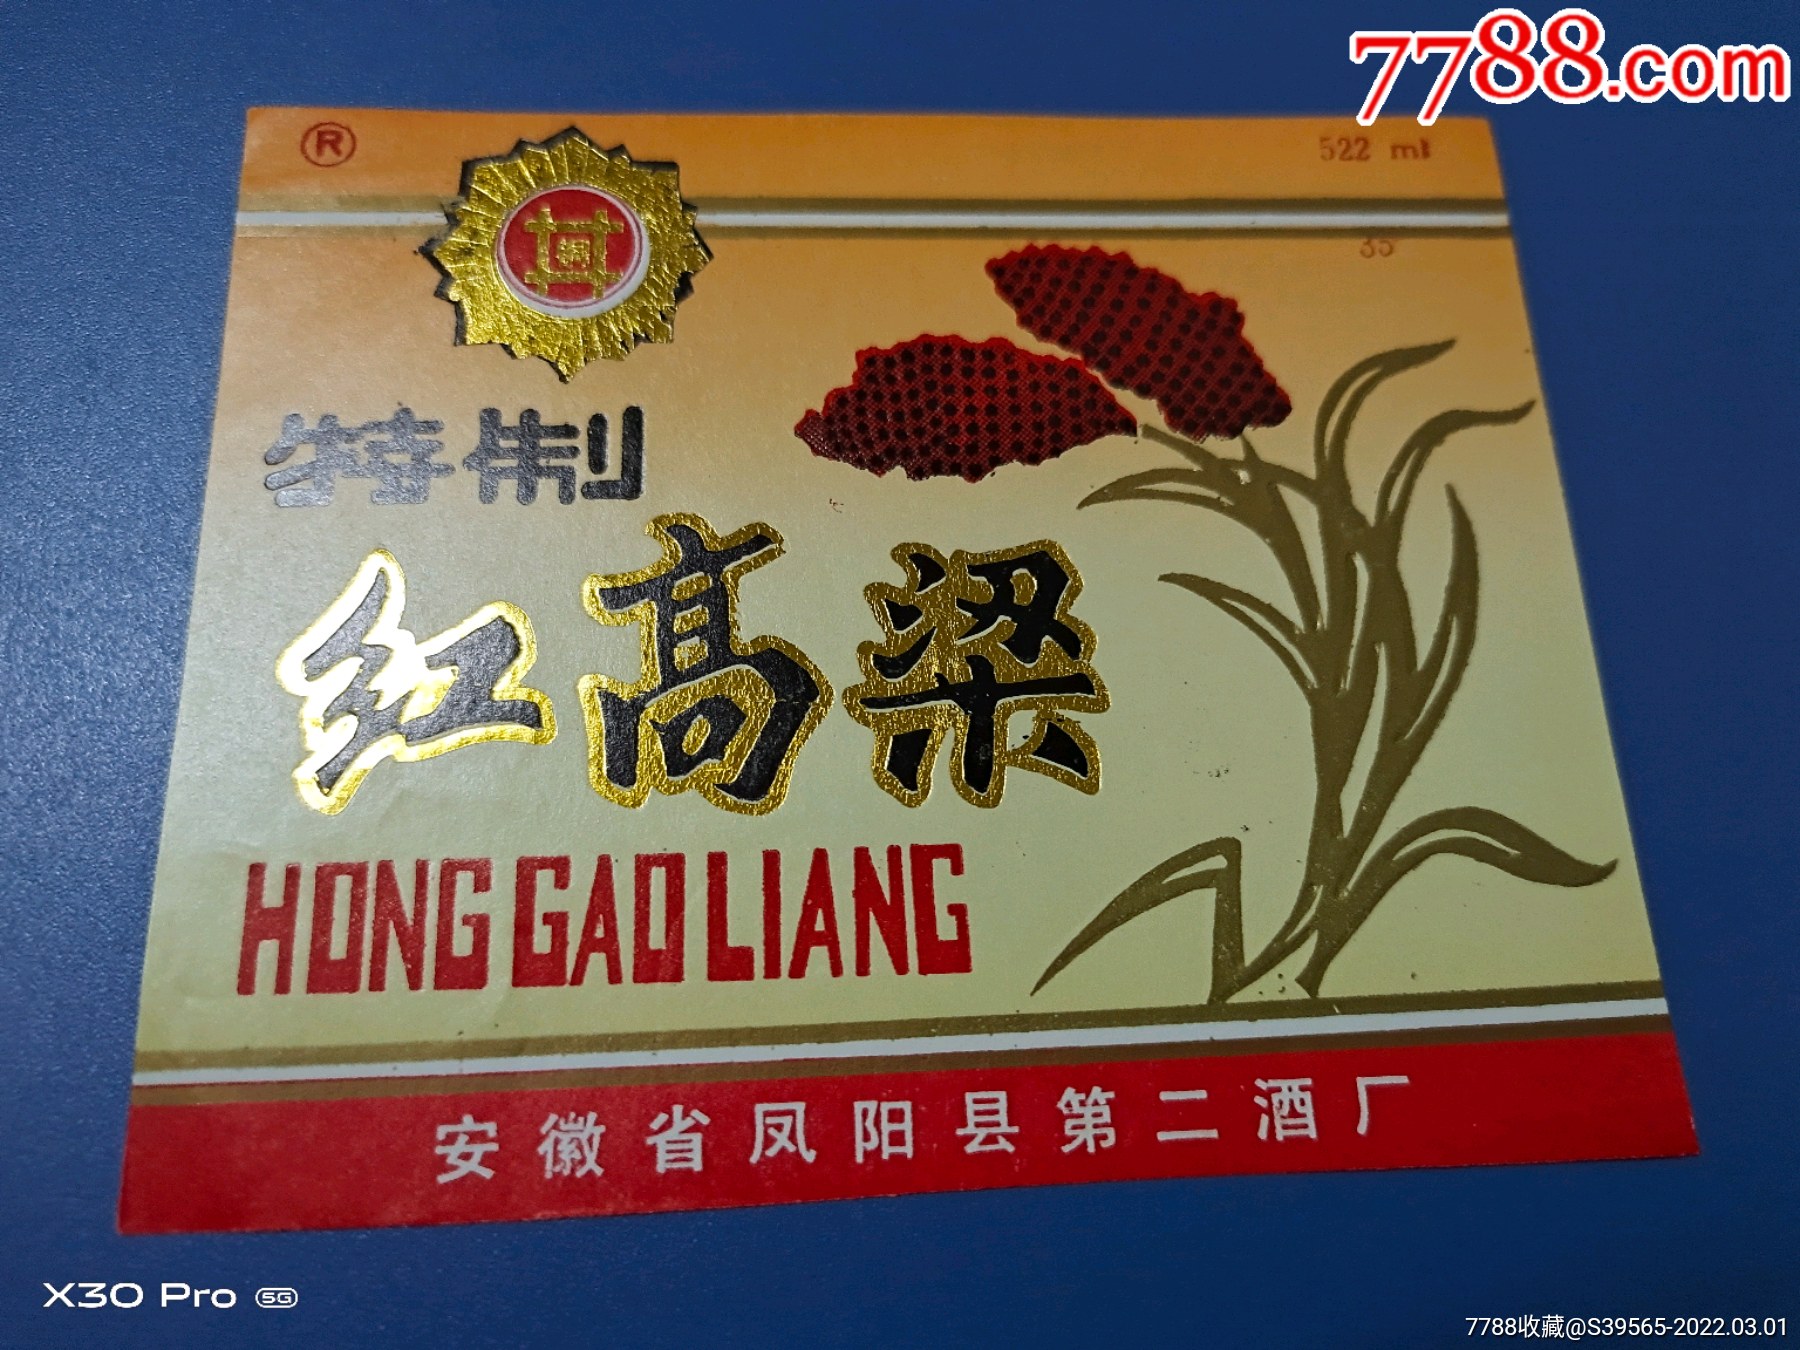 7788.com
®
522 ml
35
特制
红高粱
HONG GAO LIANG
安徽省凤阳县第二酒厂
X30 Pro 5G
7788收藏@S39565-2022.03.01